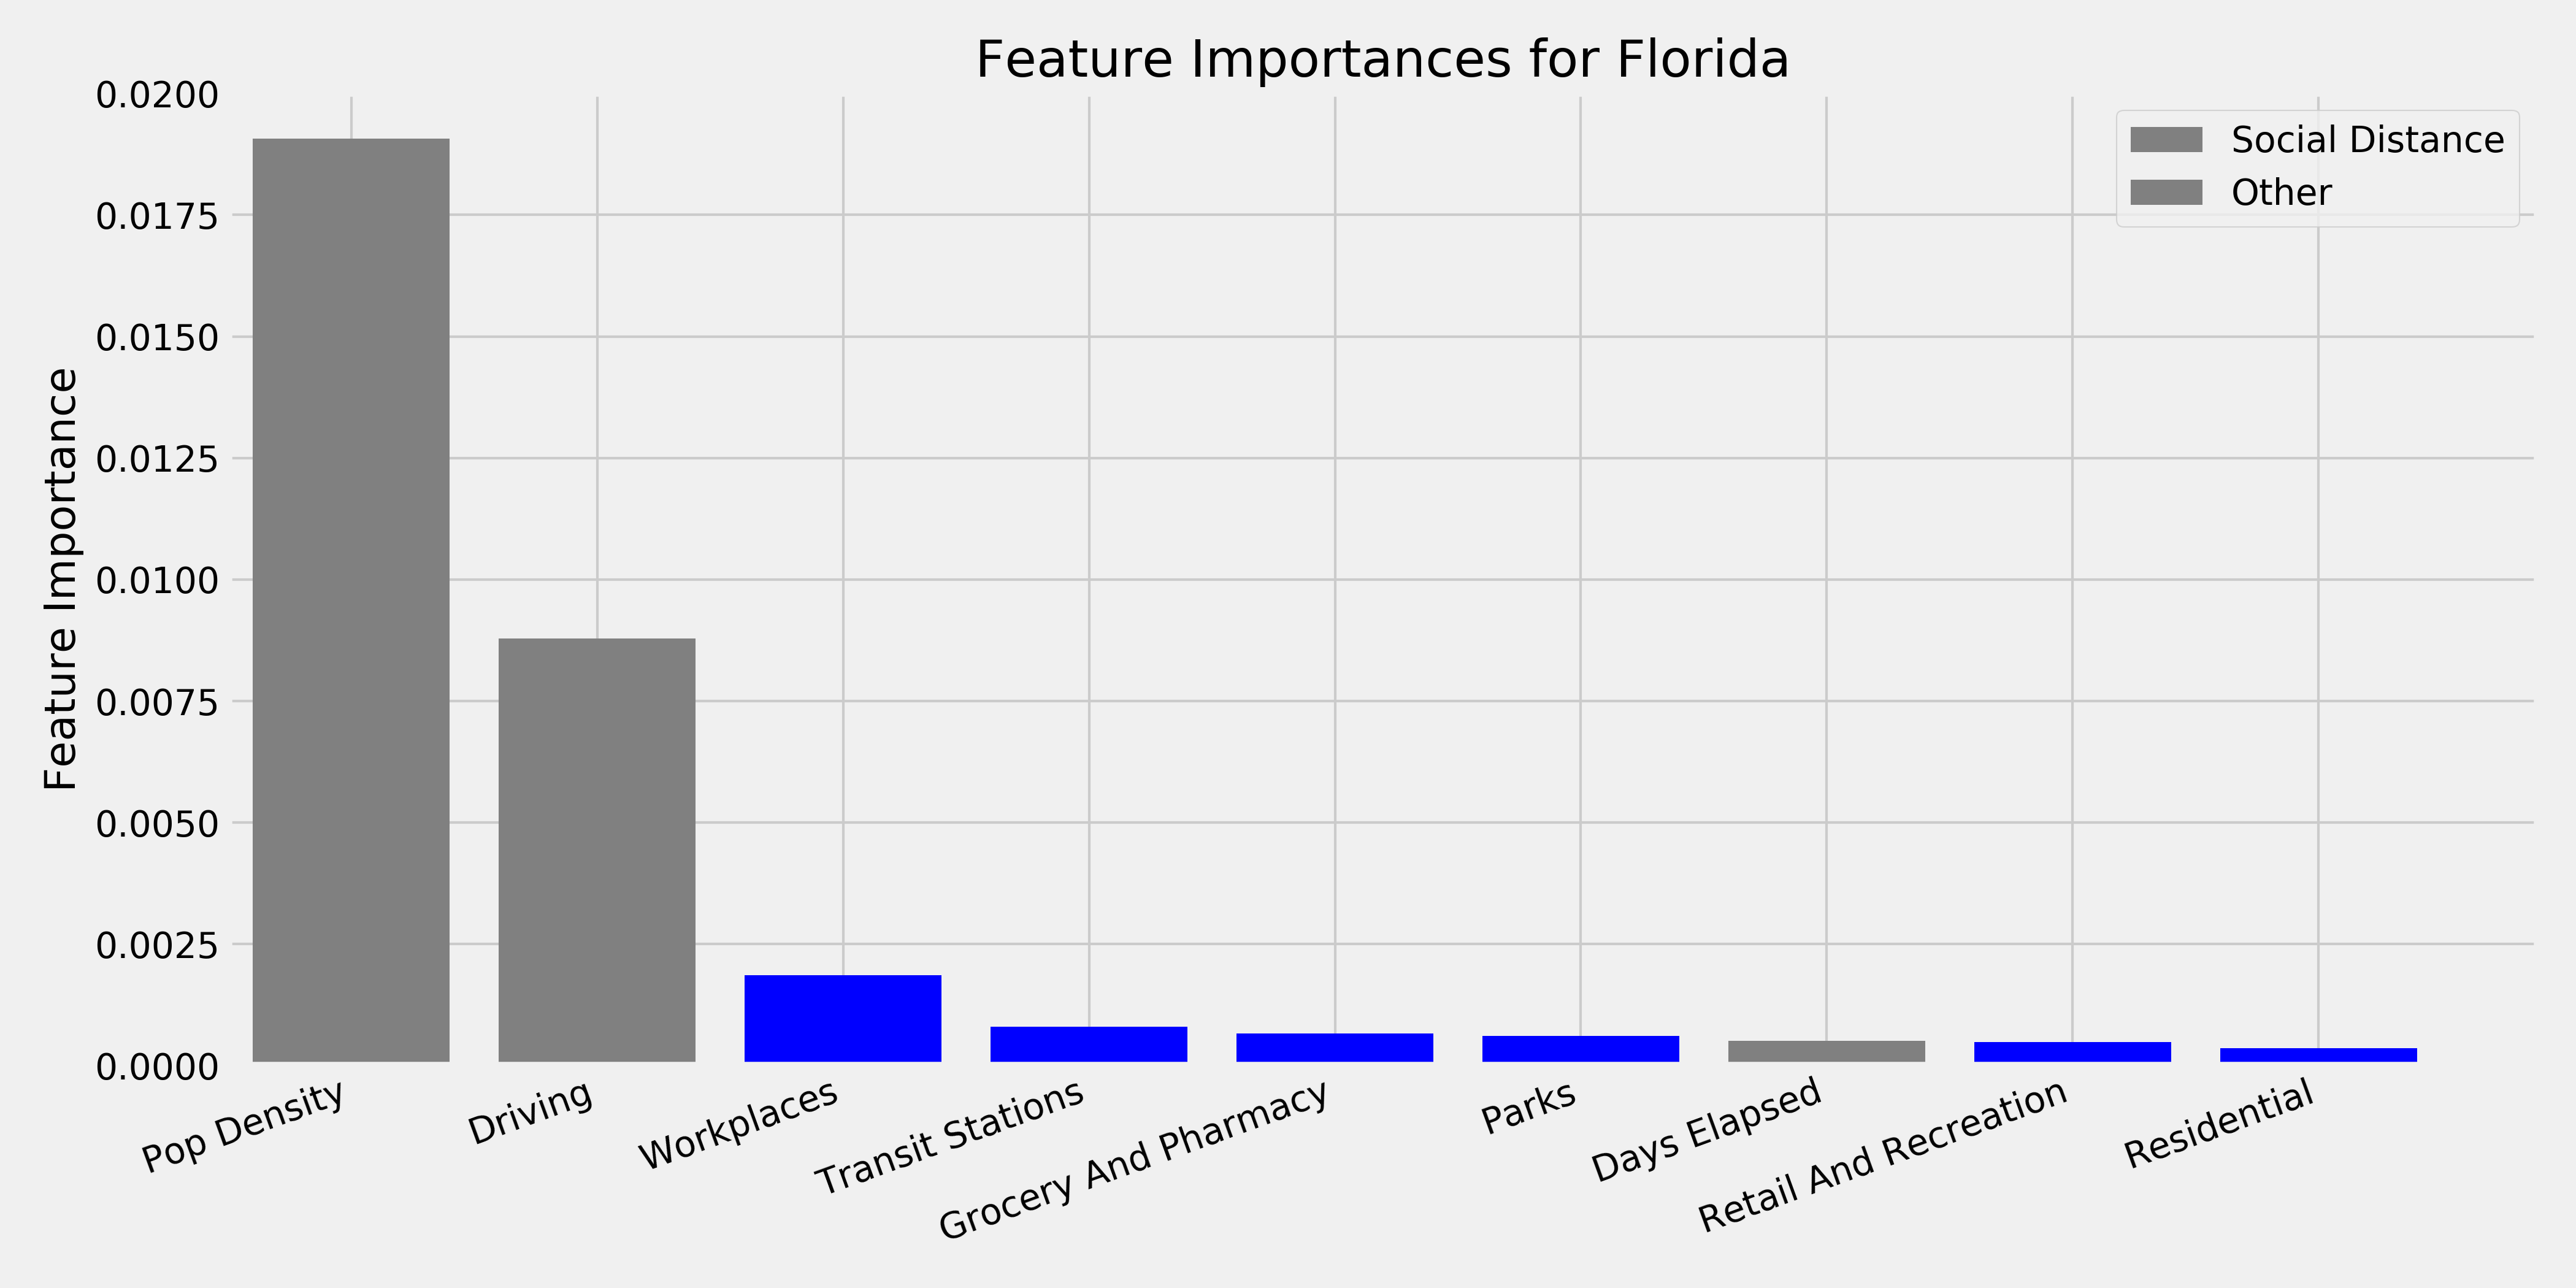 Feature Importances for Florida
Feature Importance
0.0200
0.0175
0.0150
0.0125
0.0100
0.0075
0.0050
0.0025
0.0000
Social Distance
Other
Pop Density
Driving
Workplaces
Transit Stations
Grocery And Pharmacy
Parks
Days Elapsed
Retail And Recreation
Residential